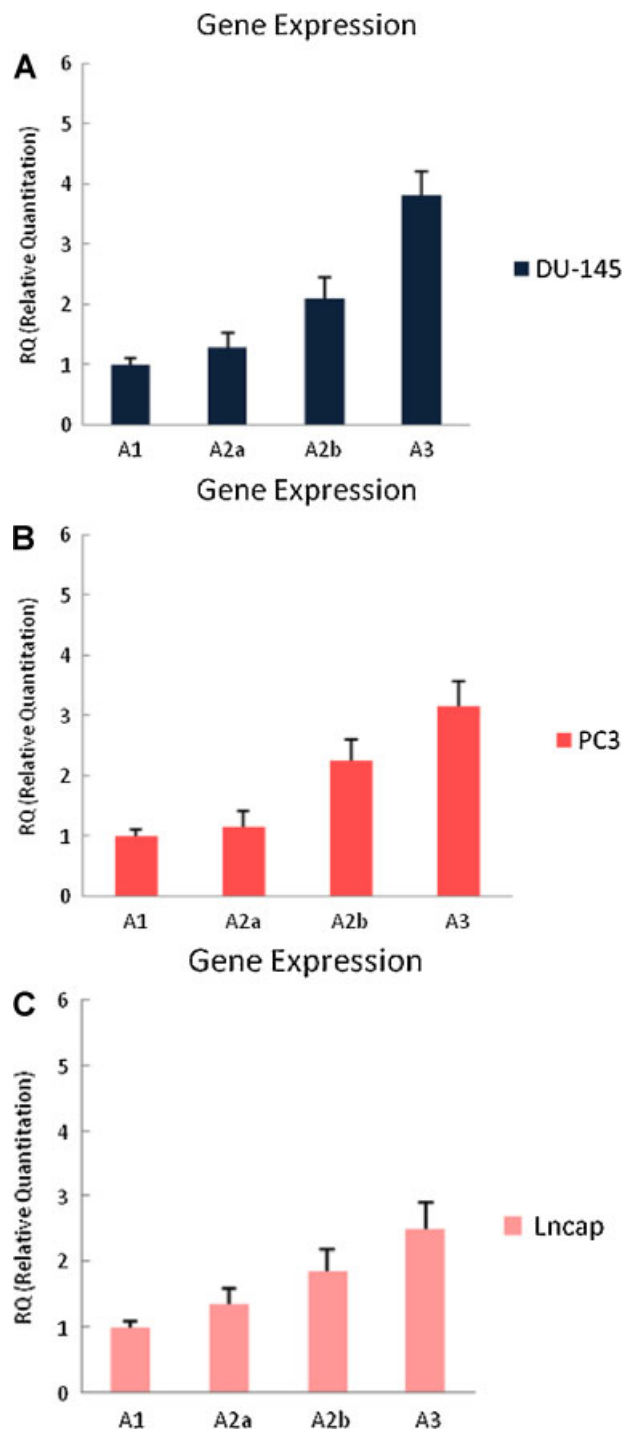 Gene Expression
A
RQ (Relative Quantitation)
6
5
4
3
2
1
0
A1 A2a A2b A3
DU-145
Gene Expression
B
RQ (Relative Quantitation)
6
5
4
3
2
1
0
A1 A2a A2b A3
PC3
Gene Expression
C
RQ (Relative Quantitation)
6
5
4
3
2
1
0
A1 A2a A2b A3
Lncap